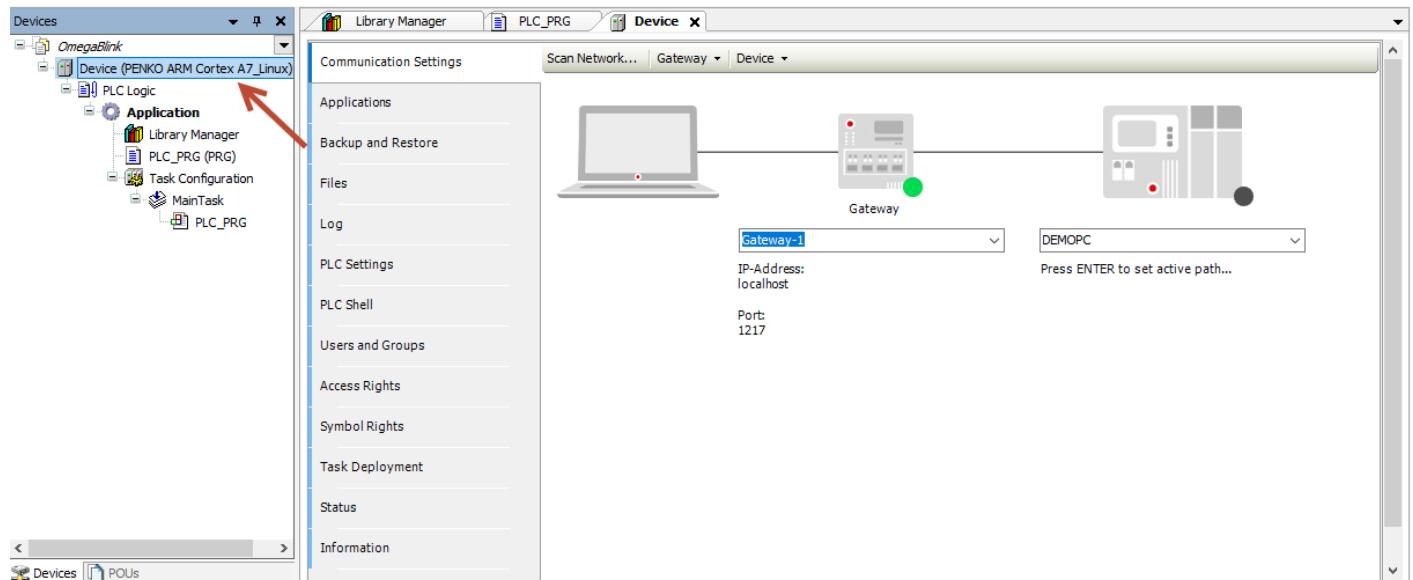 Devices
OmegaBlink
Device (PENKO ARM Cortex A7_Linux)
PLC Logic
Application
Library Manager
PLC_PRG (PRG)
Task Configuration
MainTask
PLC_PRG
Devices
POUs
Library Manager
PLC_PRG
Device
Communication Settings
Applications
Backup and Restore
Files
Log
PLC Settings
PLC Shell
Users and Groups
Access Rights
Symbol Rights
Task Deployment
Status
Information
Scan Network... Gateway Device
Gateway
Gateway-1
IP-Address:
localhost
Port:
1217
DEMOPC
Press ENTER to set active path...